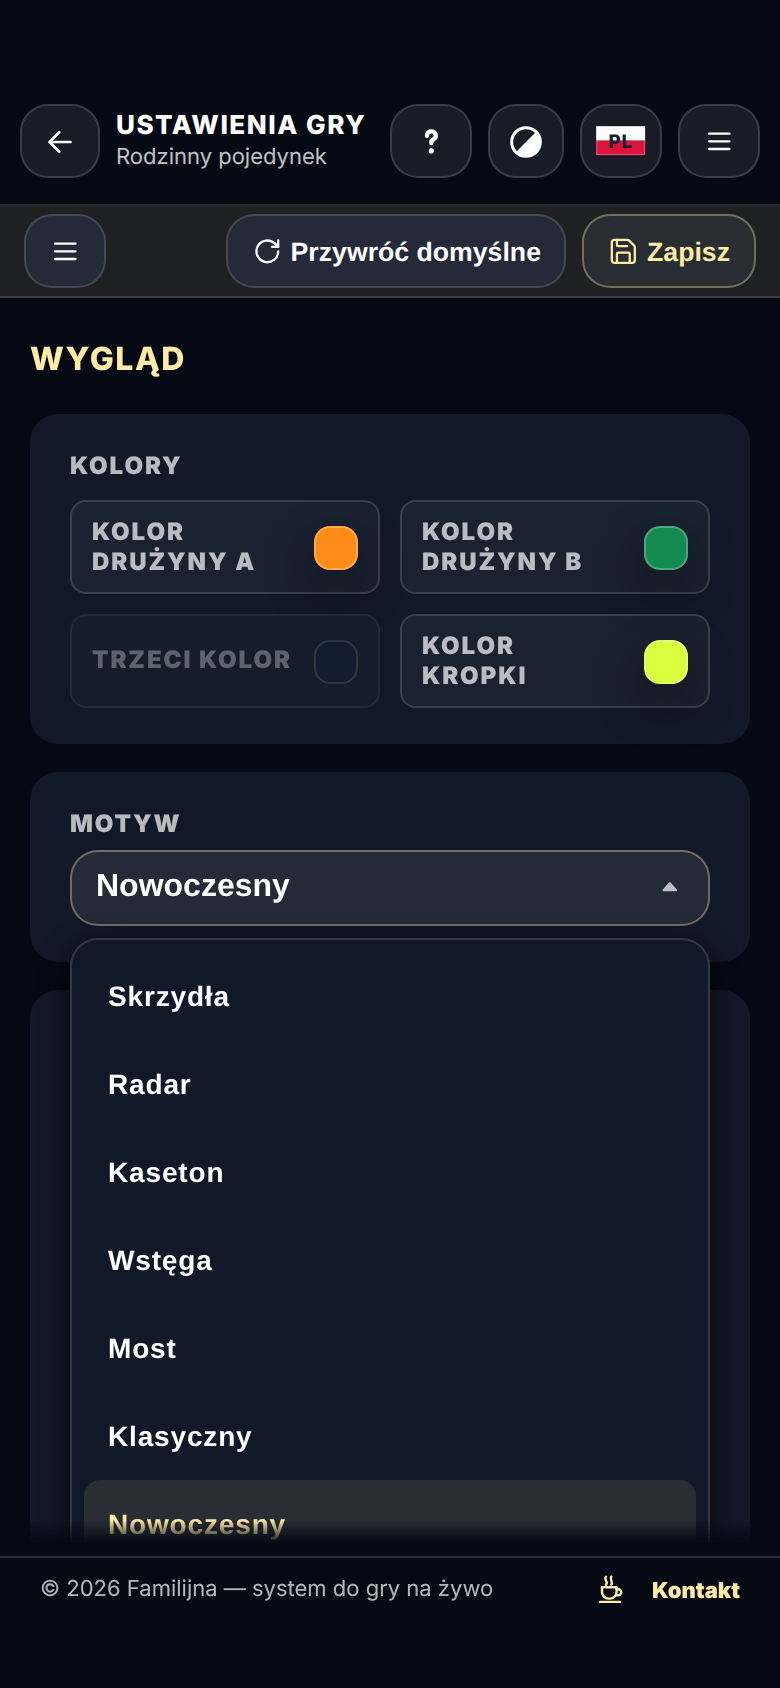 USTAWIENIA GRY
Rodzinny pojedynek
?
PL
Przywróć domyślne
Zapisz
WYGLĄD
KOLORY
KOLOR
DRUŻYNY A
KOLOR
DRUŻYNY B
TRZECI KOLOR
KOLOR
KROPKI
MOTYW
Nowoczesny
Skrzydła
Radar
Kaseton
Wstęga
Most
Klasyczny
Nowoczesny
© 2026 Familijna — system do gry na żywo
Kontakt